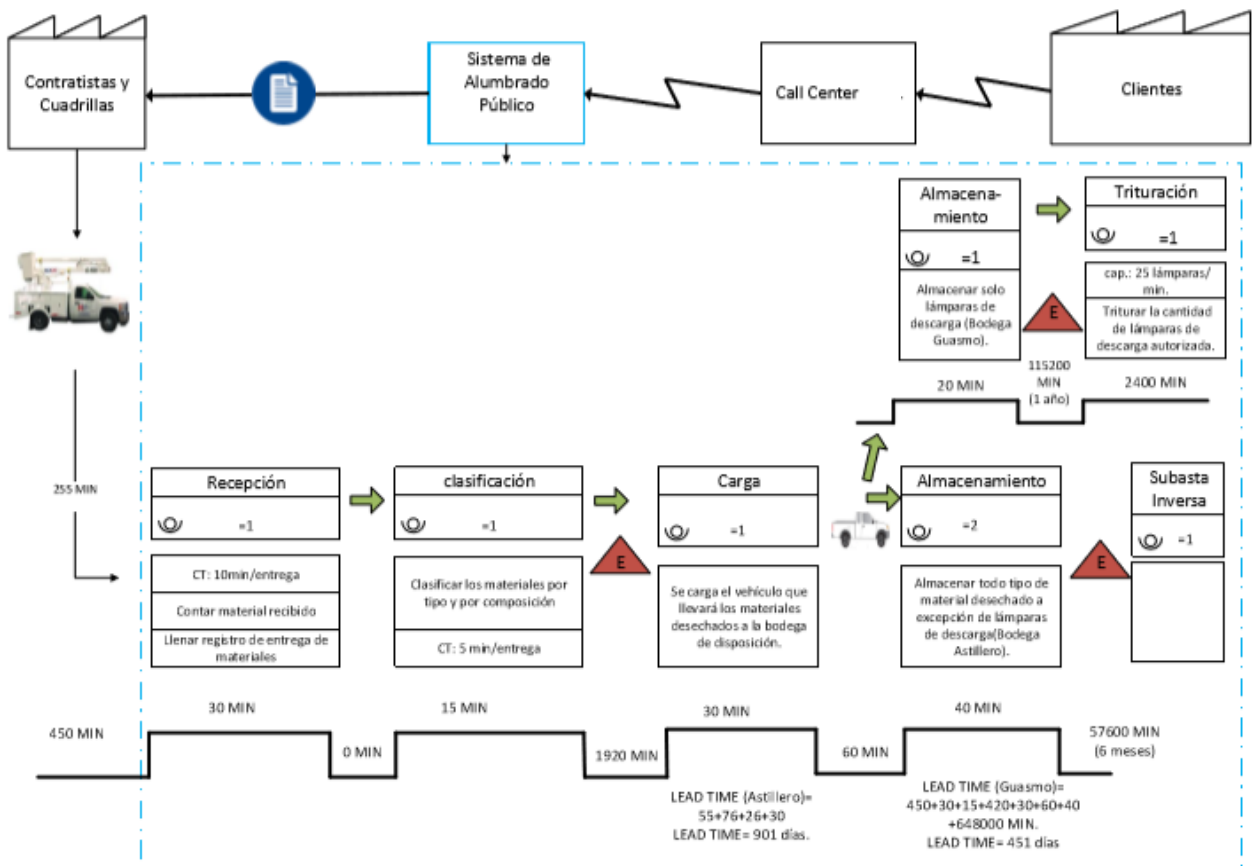 Contratistas y
Cuadrillas
Sistema de
Alumbrado
Público
Call Center
.
Clientes
Almacena-
miento
=1
Almacenar solo
lámparas de
descarga (Bodega
Guasmo).
E
Trituración
=1
cap.: 25 lámparas/
min.
Triturar la cantidad
de lámparas de
descarga autorizada.
20 MIN
115200
MIN
(1 año)
2400 MIN
255 MIN
Recepción
=1
CT: 10min/entrega
Contar material recibido
Llenar registro de entrega de
materiales
clasificación
=1
Clasificar los materiales por
tipo y por composición
CT: 5 min/entrega
E
Carga
=1
Se carga el vehículo que
llevará los materiales
desechados a la bodega
de disposición.
Almacenamiento
=2
Almacenar todo tipo de
material desechado a
excepción de lámparas
de descarga(Bodega
Astillero).
E
Subasta
Inversa
=1
450 MIN
30 MIN
0 MIN
15 MIN
1920 MIN
30 MIN
60 MIN
40 MIN
57600 MIN
(6 meses)
LEAD TIME (Astillero)=
55+76+26+30
LEAD TIME= 901 días.
LEAD TIME (Guasmo)=
450+30+15+420+30+60+40
+648000 MIN.
LEAD TIME= 451 días